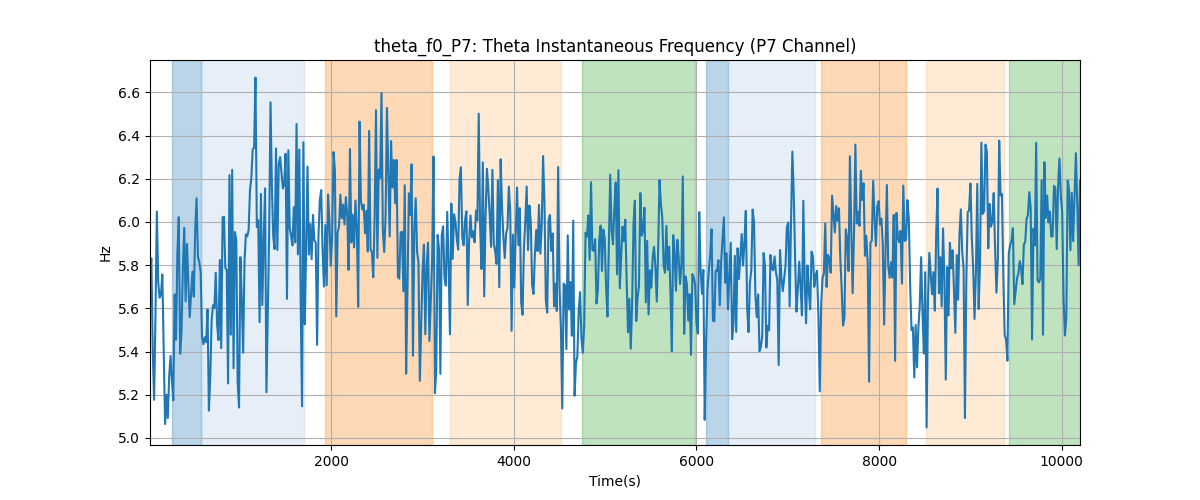 theta_f0_P7: Theta Instantaneous Frequency (P7 Channel)
Hz
6.6
6.4
6.2
6.0
5.8
5.6
5.4
5.2
5.0
2000 4000 6000 8000 10000
Time(s)